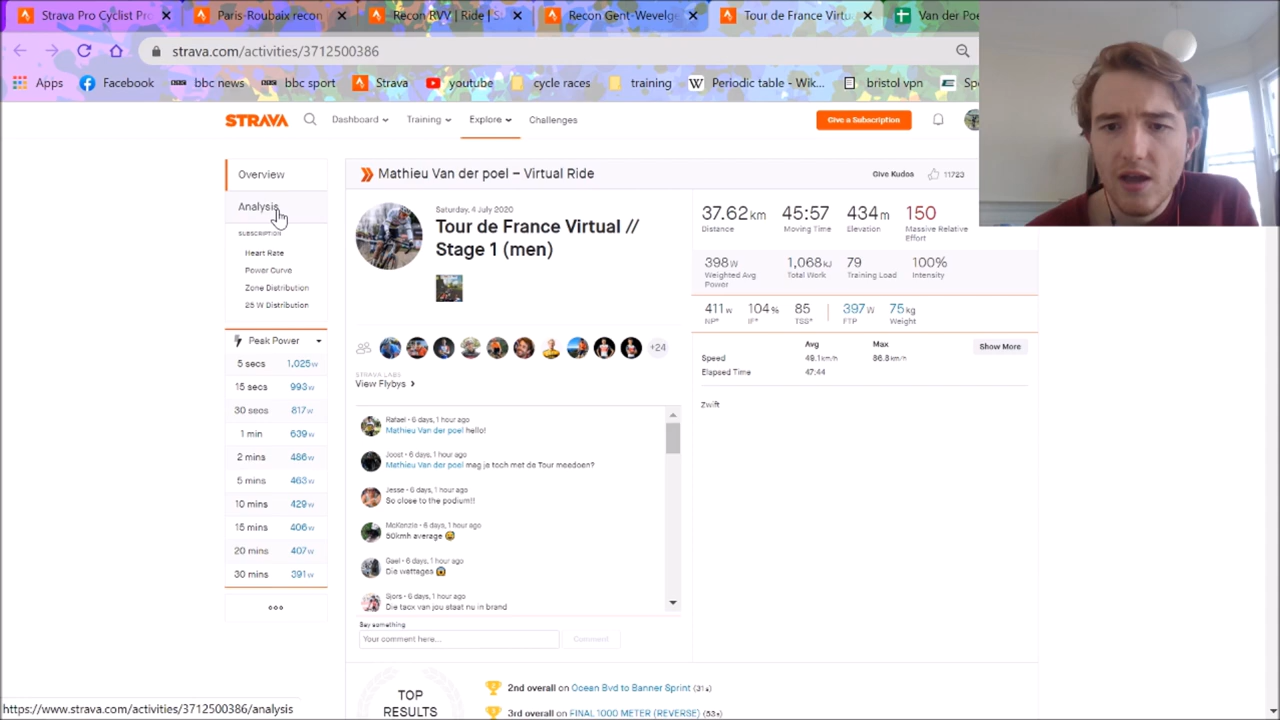 Strava Pro Cyclist Pro
Paris-Roubaix recon
Recon RVV | Ride | S
Recon Gent-Wevelge
Tour de France Virtu
Van der Poe
strava.com/activities/3712500386
Apps
Facebook
bbc news
bbc sport
Strava
youtube
cycle races
training
Periodic table - Wik...
bristol vpn
Spe
STRAVA
Dashboard
Training
Explore
Challenges
Give a Subscription
Overview
Analysis
SUBSCRIPTION
Heart Rate
Power Curve
Zone Distribution
25 W Distribution
Peak Power
5 secs 1,025W
15 secs 993W
30 secs 817W
1 min 639W
2 mins 486W
5 mins 463W
10 mins 429W
15 mins 406W
20 mins 407W
30 mins 391W
Mathieu Van der poel – Virtual Ride
Give Kudos
11723
Saturday, 4 July 2020
Tour de France Virtual //
Stage 1 (men)
+24
STRAVA LABS
View Flybys
Rafael - 6 days, 1 hour ago
Mathieu Van der poel hello!
Joost - 6 days, 1 hour ago
Mathieu Van der poel mag je toch met de Tour meedoen?
Jesse - 6 days, 1 hour ago
So close to the podium!!
McKenzie - 6 days, 1 hour ago
50kmh average
Gael - 6 days, 1 hour ago
Die wattages
Sjors - 6 days, 1 hour ago
Die tacx van jou staat nu in brand
Say something
Your comment here...
Comment
37.62km
Distance
45:57
Moving Time
434m
Elevation
150
Massive Relative
Effort
398W
Weighted Avg
Power
1,068kJ
Total Work
79
Training Load
100%
Intensity
411W
NP*
104%
IF*
85
TSS*
397W
FTP
75kg
Weight
Avg
Max
Show More
Speed
49.1km/h
86.8km/h
Elapsed Time
47:44
Zwift
TOP
RESULTS
2nd overall on Ocean Bvd to Banner Sprint (31s)
3rd overall on FINAL 1000 METER (REVERSE) (53s)
https://www.strava.com/activities/3712500386/analysis